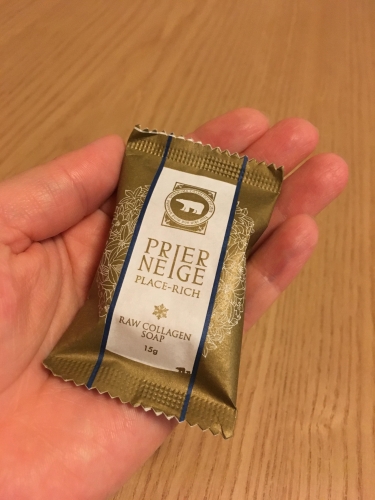 PRIER
NEIGE
PLACE-RICH
RAW COLLAGEN
SOAP
15g